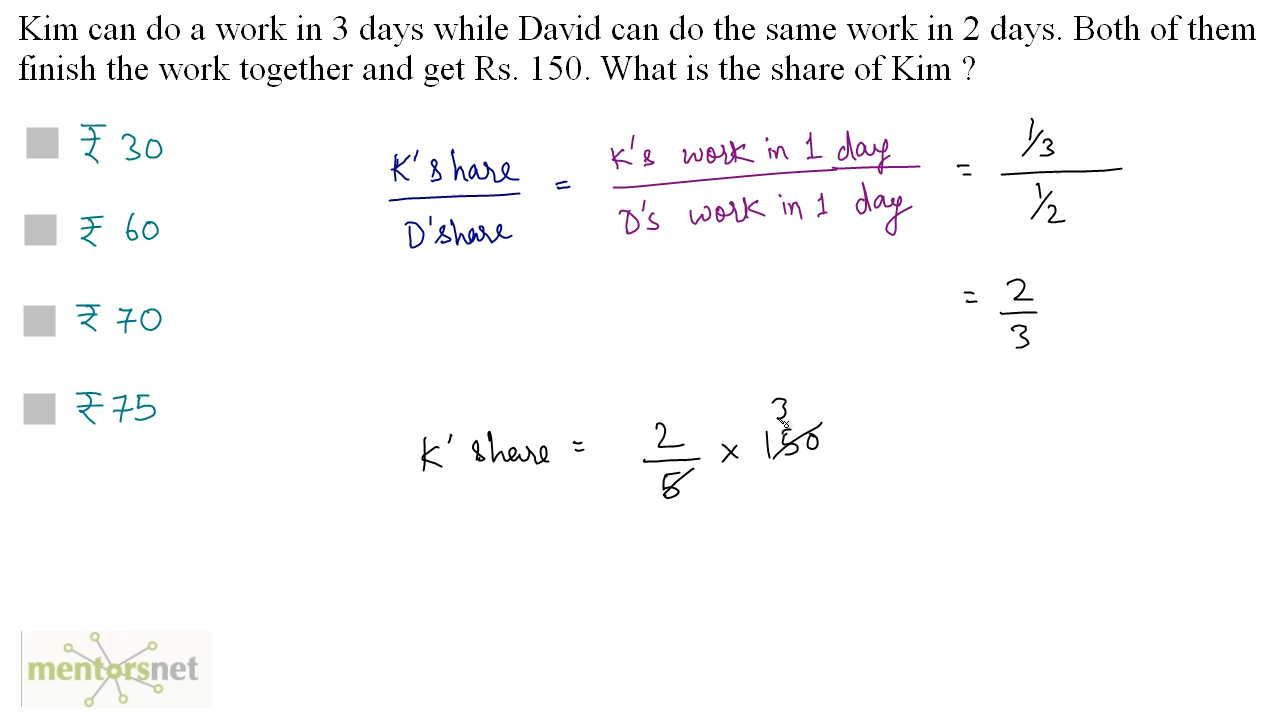 Kim can do a work in 3 days while David can do the same work in 2 days. Both of them
finish the work together and get Rs. 150. What is the share of Kim ?
₹ 30
K's hare / D'share = K's work in 1 day / D's work in 1 day = 1/3 / 1/2
₹ 60
= 2/3
₹ 70
₹ 75
K' share = 2/5 × 150
3
mentorsnet